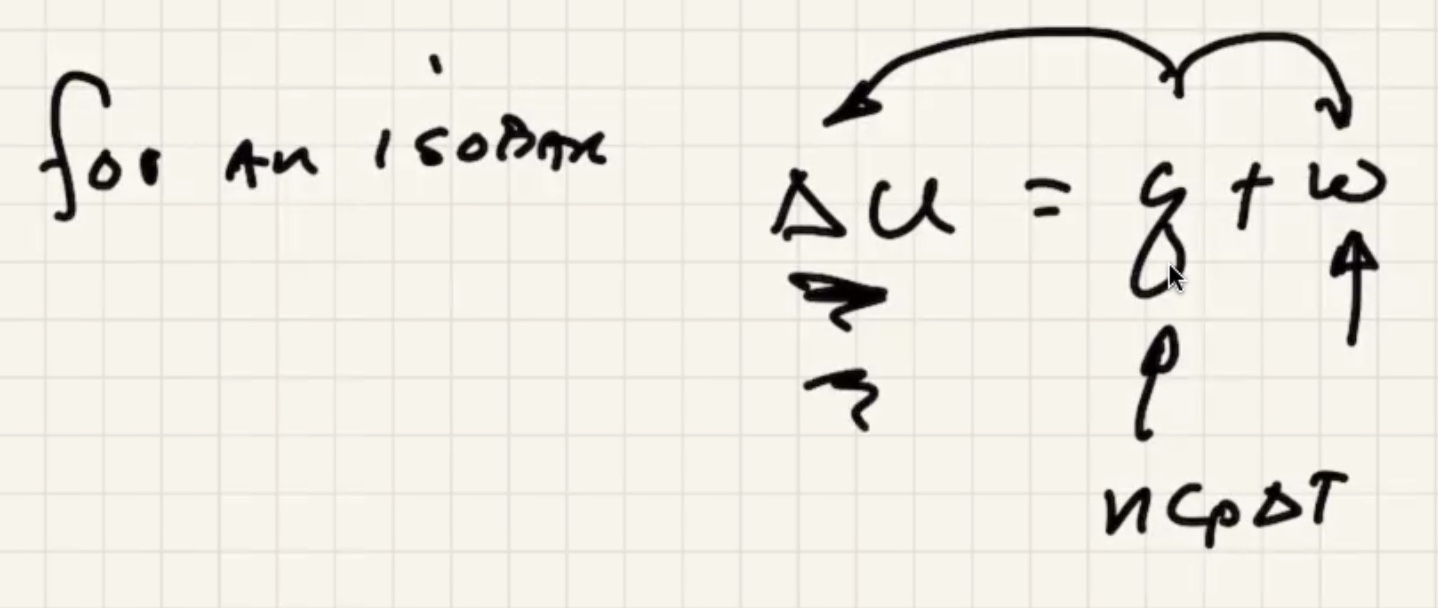 for an isobar
ΔU = q + w
nCpΔT